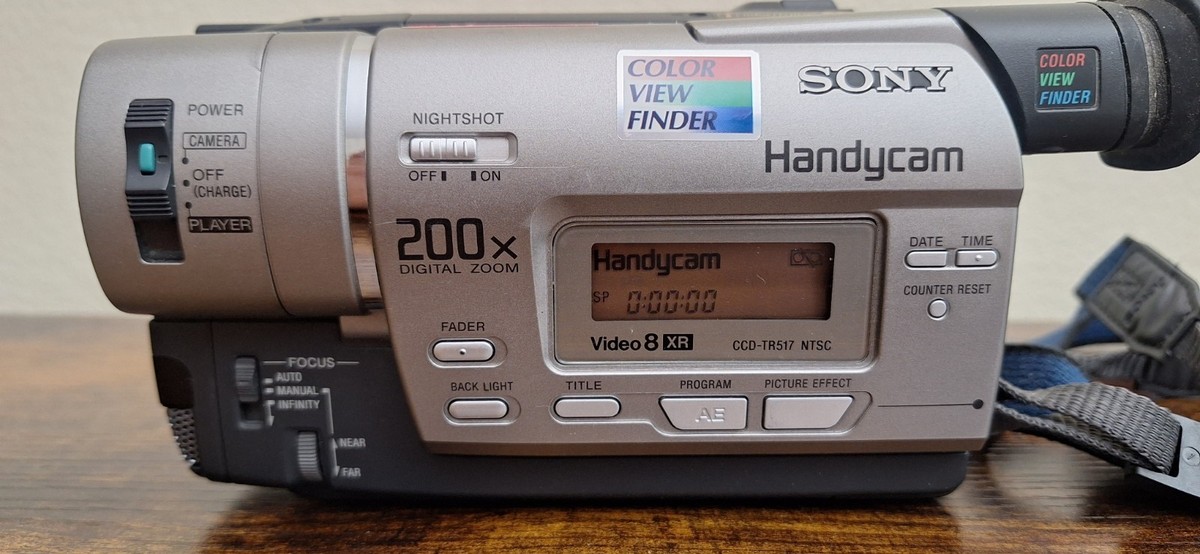 POWER
CAMERA
OFF
(CHARGE)
PLAYER
NIGHTSHOT
OFF ON
COLOR
VIEW
FINDER
SONY
Handycam
COLOR
VIEW
FINDER
200x
DIGITAL ZOOM
Handycam
SP 0:00:00
Video 8 XR CCD-TR517 NTSC
DATE TIME
COUNTER RESET
FADER
BACK LIGHT
TITLE
PROGRAM
AE
PICTURE EFFECT
FOCUS
AUTO
MANUAL
INFINITY
NEAR
FAR